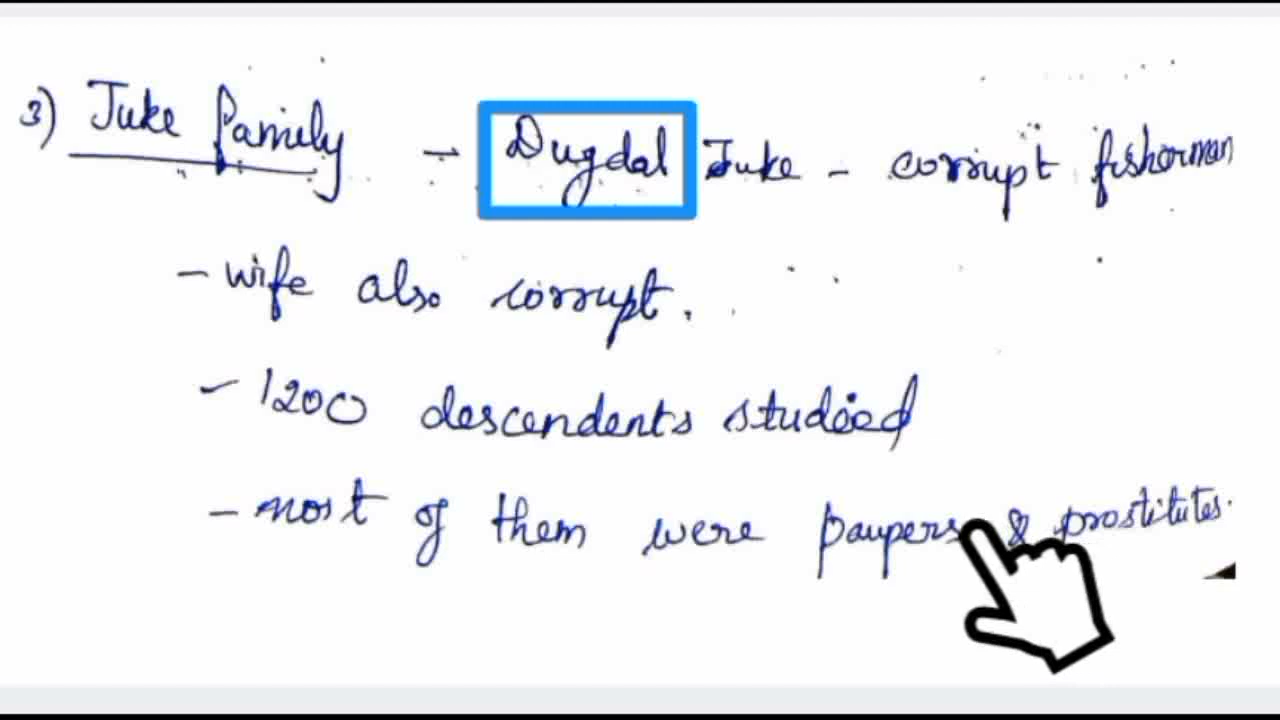 3) Juke family - Dugdal Juke - corrupt fisherman
- wife also corrupt.
- 1200 descendents studied
- most of them were paupers & prostitutes.